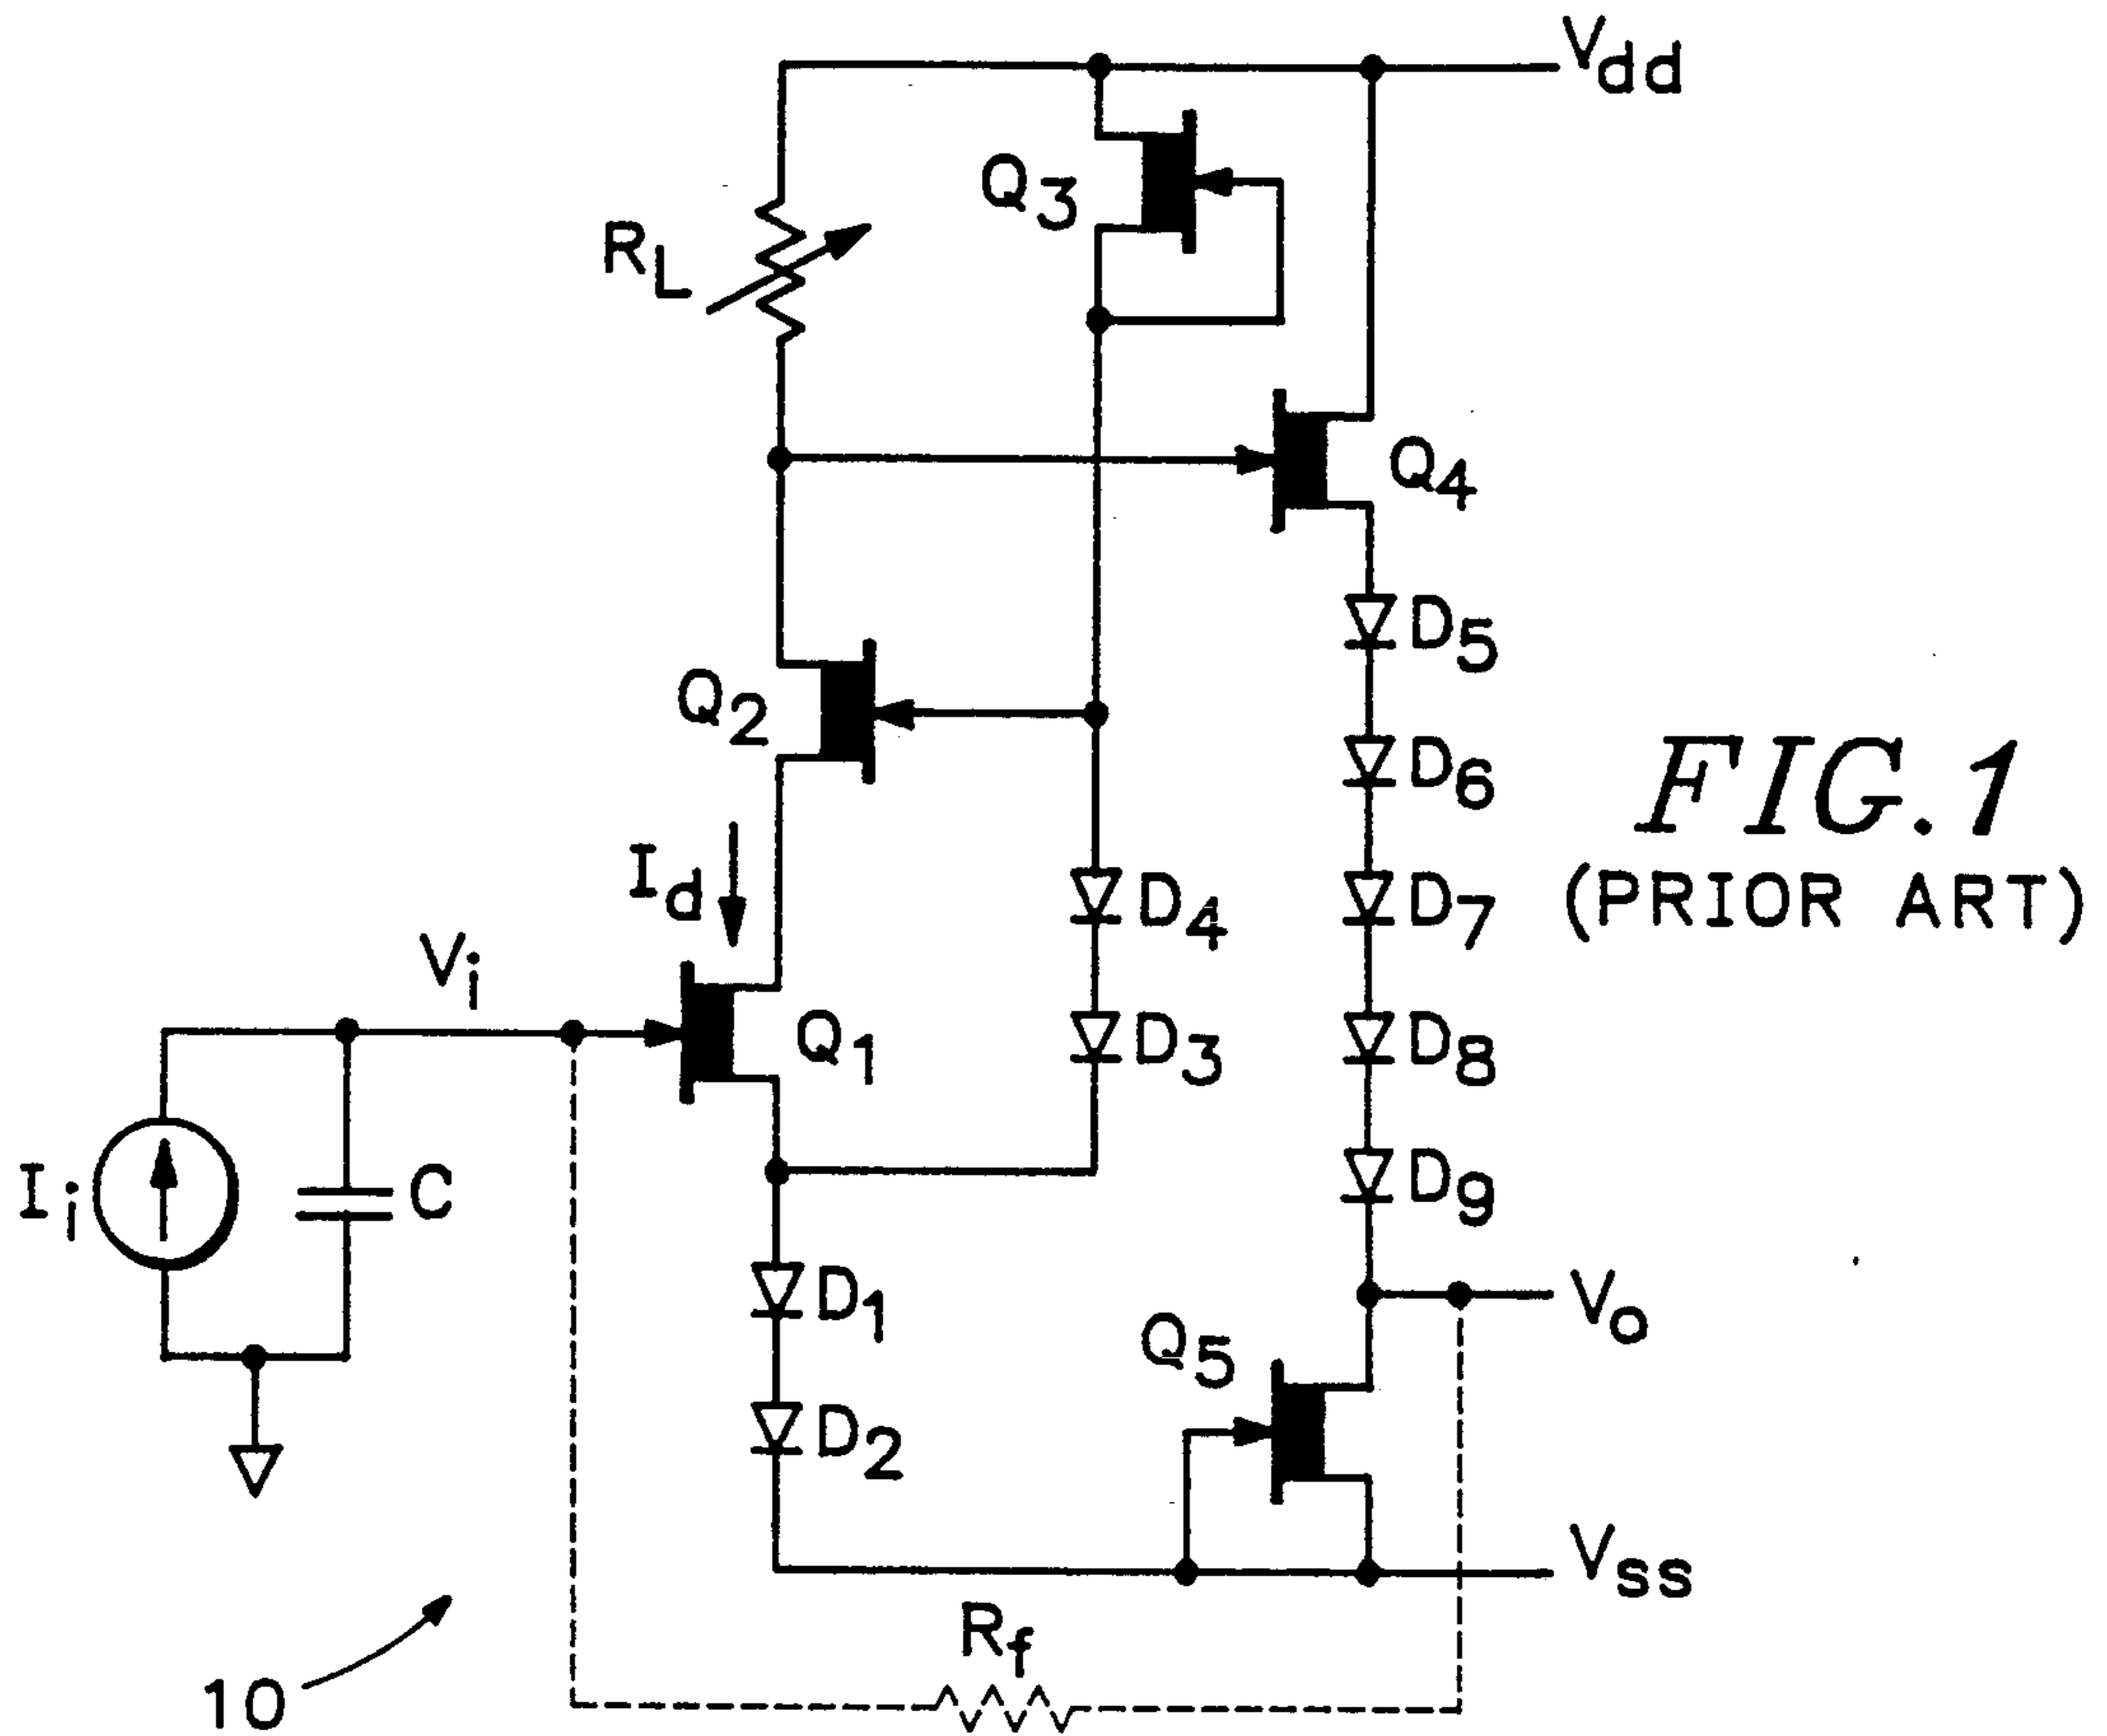 Vdd
Q3
RL
Q4
D5
Q2
D6
FIG.1
Id
D4
D7
(PRIOR ART)
Vi
Q1
D3
D8
Ii
C
D9
D1
Vo
Q5
D2
Vss
Rf
10